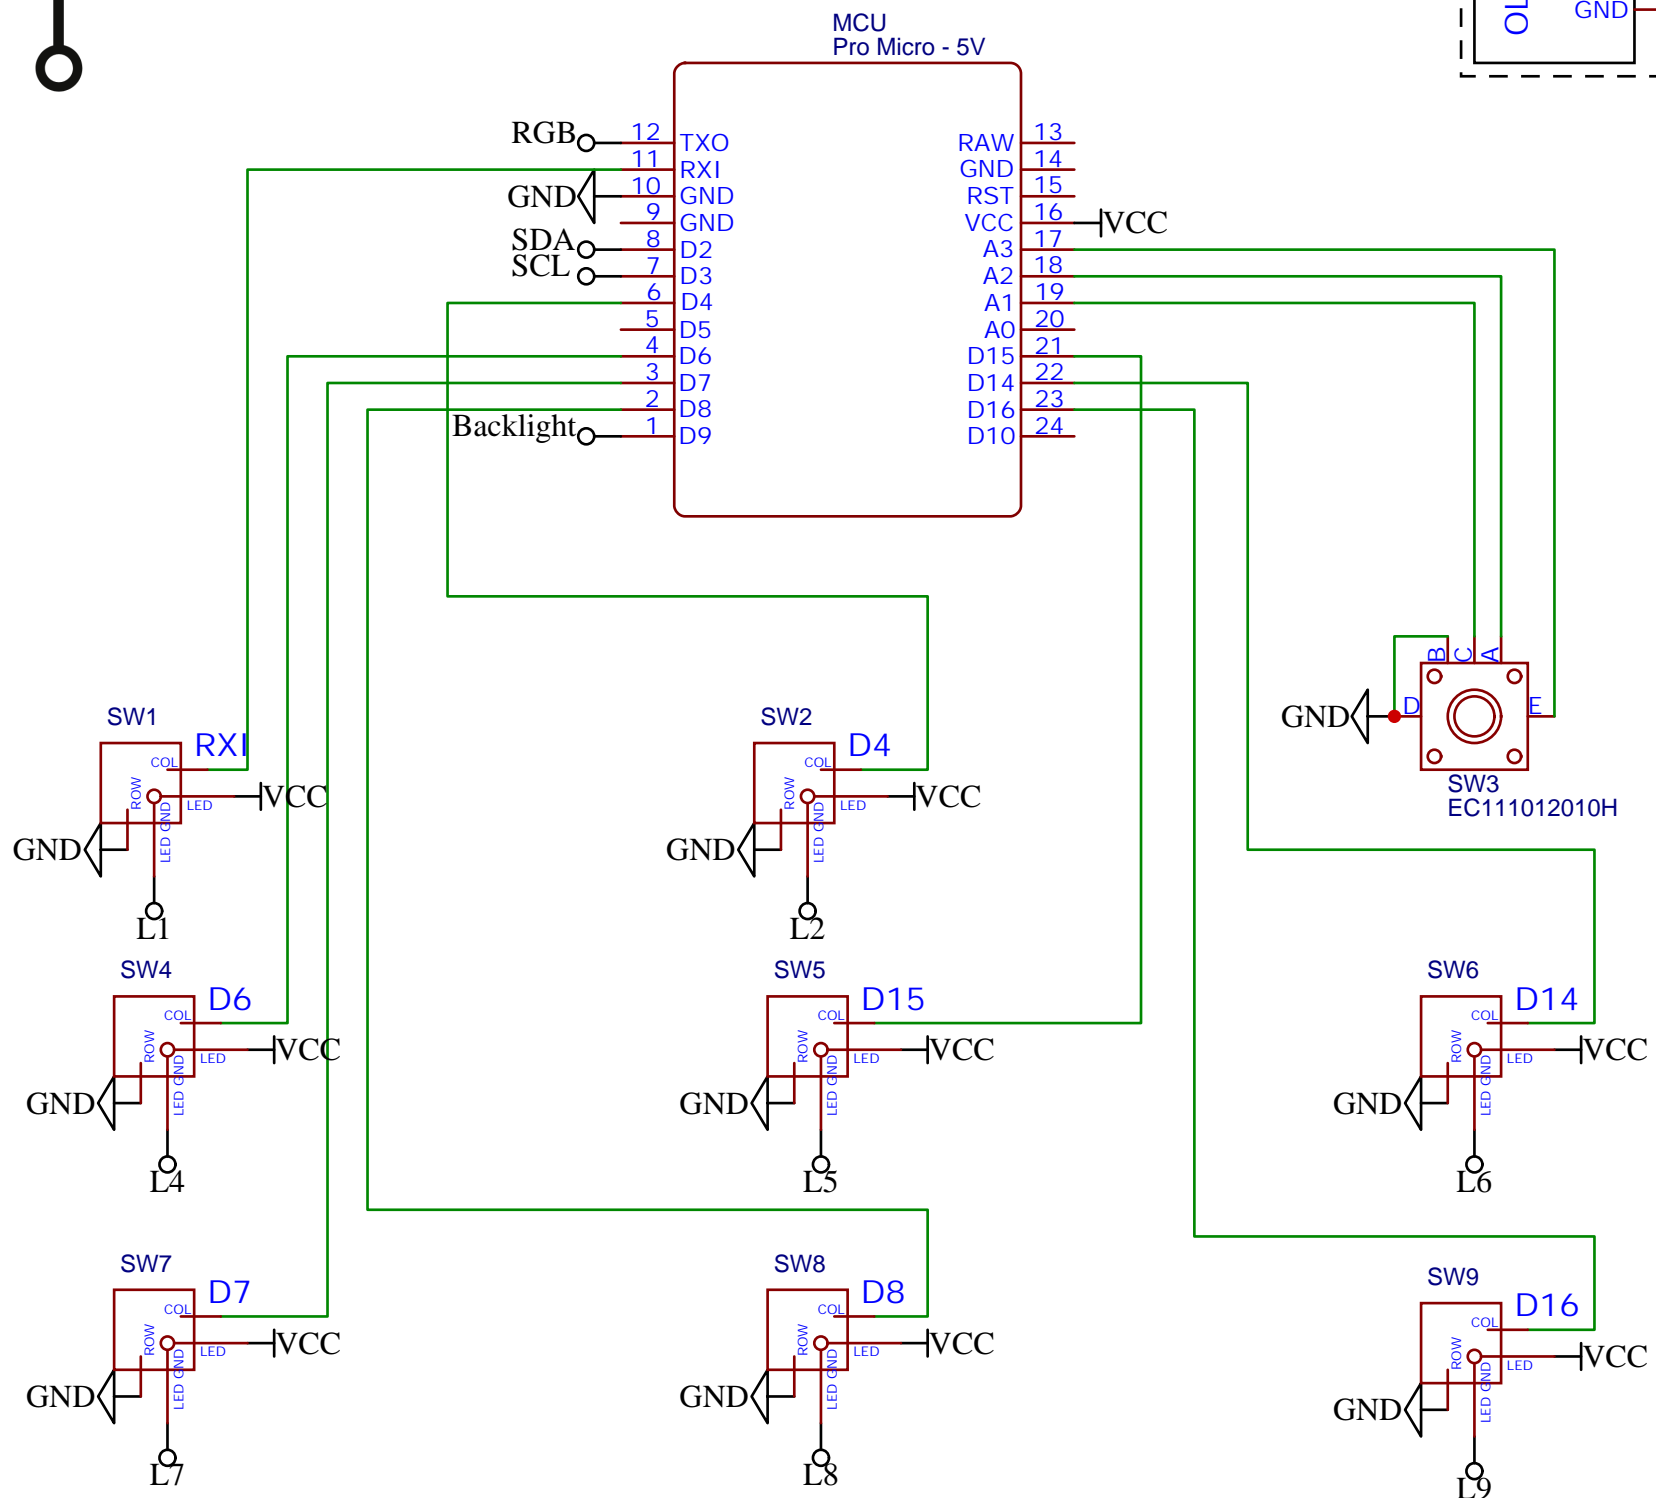 MCU
Pro Micro - 5V
OL
GND
RGB
12 TXO
11 RXI
GND
10 GND
9 GND
SDA
8 D2
SCL
7 D3
6 D4
5 D5
4 D6
3 D7
2 D8
Backlight
1 D9
RAW 13
GND 14
RST 15
VCC 16
VCC
A3 17
A2 18
A1 19
A0 20
D15 21
D14 22
D16 23
D10 24
B
C
A
GND
D
E
SW3
EC111012010H
SW1
RXI
COL
ROW
LED
VCC
LED GND
GND
L1
SW2
D4
COL
ROW
LED
VCC
LED GND
GND
L2
SW4
D6
COL
ROW
LED
VCC
LED GND
GND
L4
SW5
D15
COL
ROW
LED
VCC
LED GND
GND
L5
SW6
D14
COL
ROW
LED
VCC
LED GND
GND
L6
SW7
D7
COL
ROW
LED
VCC
LED GND
GND
L7
SW8
D8
COL
ROW
LED
VCC
LED GND
GND
L8
SW9
D16
COL
ROW
LED
VCC
LED GND
GND
L9